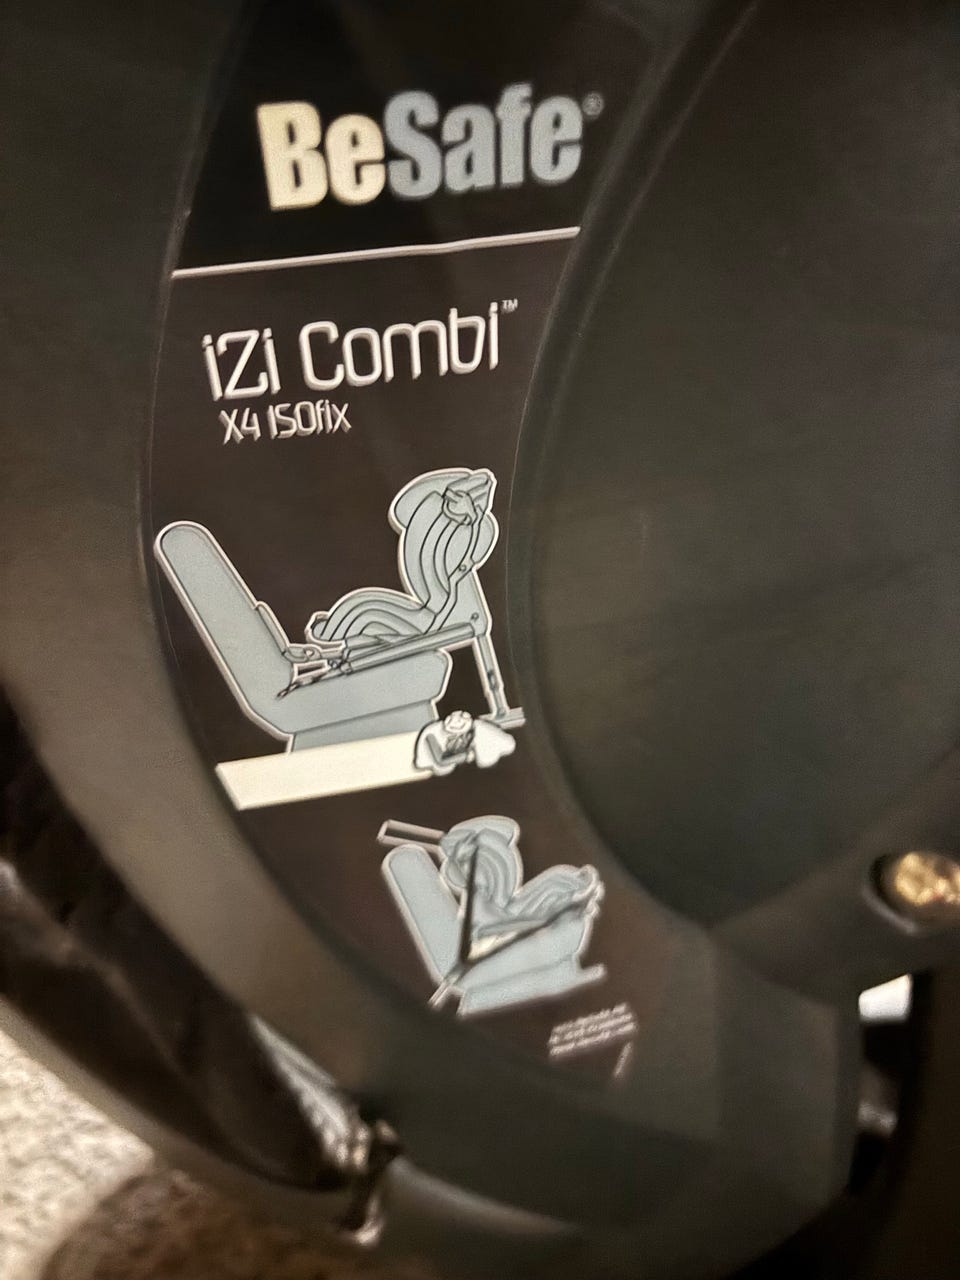 BeSafe®
iZi Combi™
X4 ISOfix